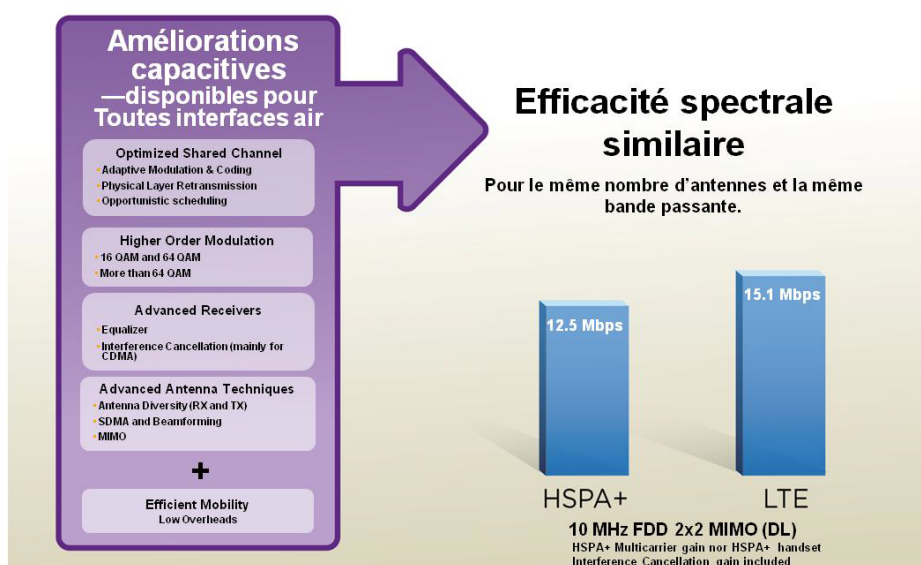 Améliorations
capacitives
—disponibles pour
Toutes interfaces air
Optimized Shared Channel
Adaptive Modulation & Coding
Physical Layer Retransmission
Opportunistic scheduling
Higher Order Modulation
16 QAM and 64 QAM
More than 64 QAM
Advanced Receivers
Equalizer
Interference Cancellation (mainly for
CDMA)
Advanced Antenna Techniques
Antenna Diversity (RX and TX)
SDMA and Beamforming
MIMO
+
Efficient Mobility
Low Overheads
Efficacité spectrale
similaire
Pour le même nombre d'antennes et la même
bande passante.
12.5 Mbps
15.1 Mbps
HSPA+
LTE
10 MHz FDD 2x2 MIMO (DL)
HSPA+ Multicarrier gain nor HSPA+ handset
Interference Cancellation gain included